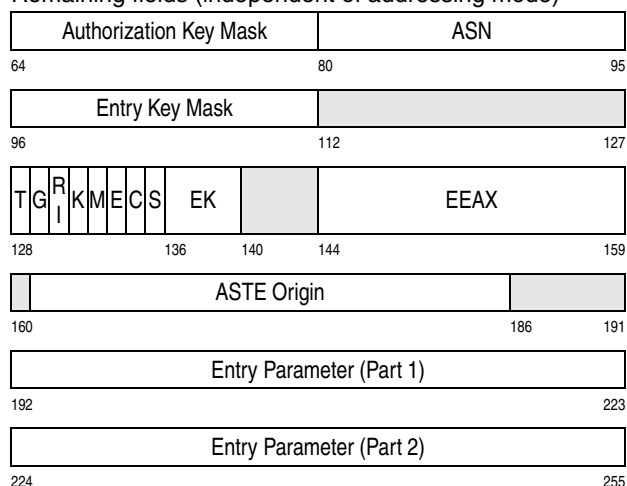 Remaining fields (independent of addressing mode)
Authorization Key Mask ASN
64 80 95
Entry Key Mask
96 112 127
T G R I K M E C S EK EEAX
128 136 140 144 159
ASTE Origin
160 186 191
Entry Parameter (Part 1)
192 223
Entry Parameter (Part 2)
224 255